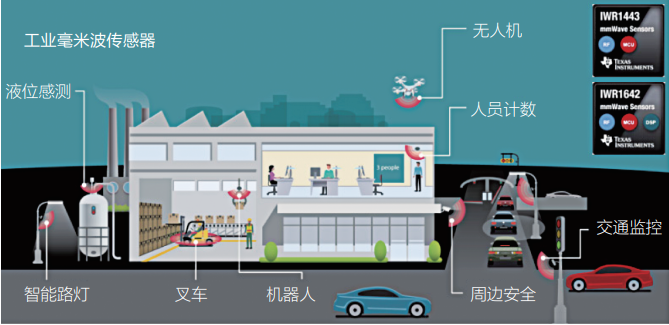 工业毫米波传感器
无人机
IWR1443
mmWave Sensors
RF
MCU
TEXAS
INSTRUMENTS
液位感测
人员计数
IWR1642
mmWave Sensors
RF
MCU
DSP
TEXAS
INSTRUMENTS
3 people
交通监控
智能路灯
叉车
机器人
周边安全